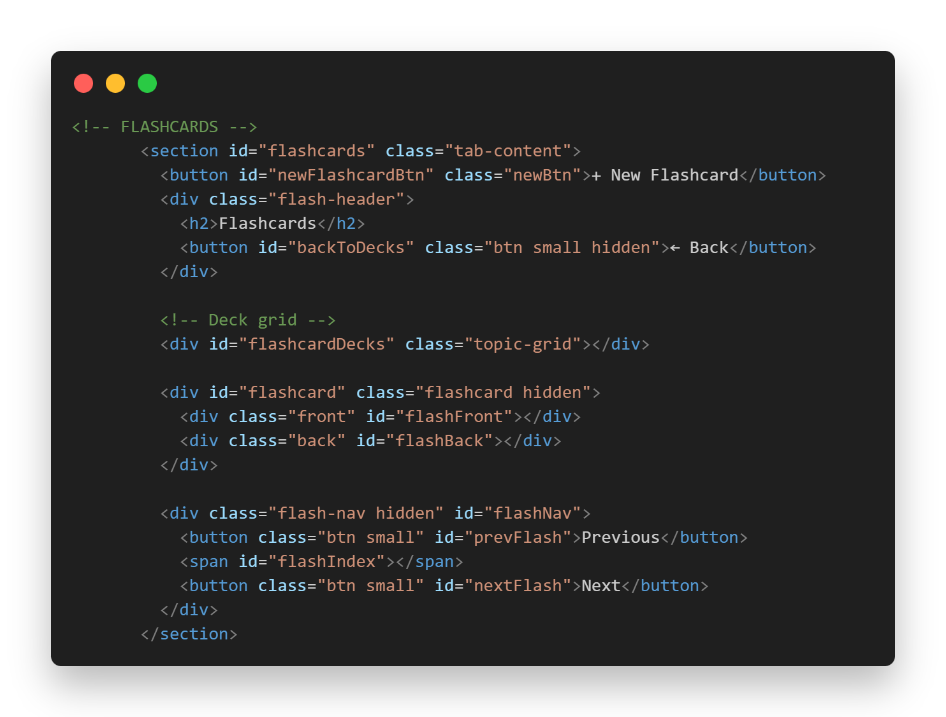 <!-- FLASHCARDS -->
<section id="flashcards" class="tab-content">
<button id="newFlashcardBtn" class="newBtn">+ New Flashcard</button>
<div class="flash-header">
<h2>Flashcards</h2>
<button id="backToDecks" class="btn small hidden">← Back</button>
</div>
<!-- Deck grid -->
<div id="flashcardDecks" class="topic-grid"></div>
<div id="flashcard" class="flashcard hidden">
<div class="front" id="flashFront"></div>
<div class="back" id="flashBack"></div>
</div>
<div class="flash-nav hidden" id="flashNav">
<button class="btn small" id="prevFlash">Previous</button>
<span id="flashIndex"></span>
<button class="btn small" id="nextFlash">Next</button>
</div>
</section>